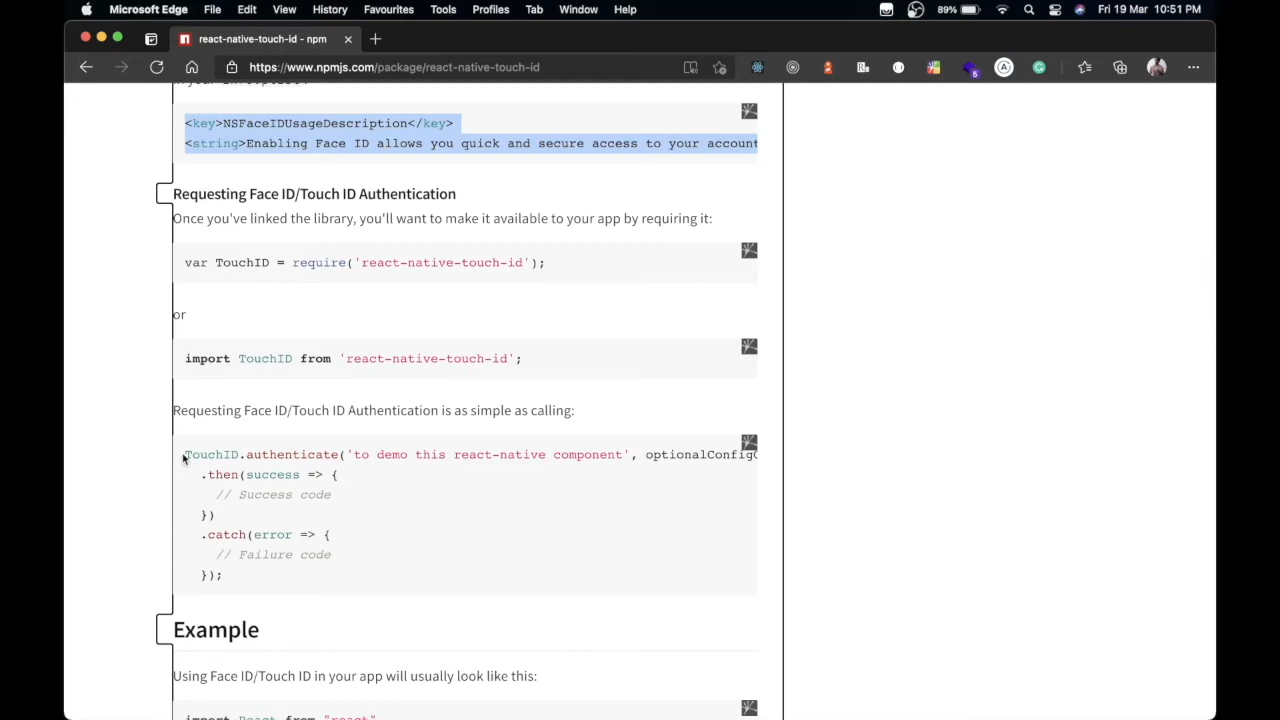 Microsoft Edge File Edit View History Favourites Tools Profiles Tab Window Help 89% Fri 19 Mar 10:51 PM
react-native-touch-id - npm
https://www.npmjs.com/package/react-native-touch-id
5
<key>NSFaceIDUsageDescription</key>
<string>Enabling Face ID allows you quick and secure access to your account
Requesting Face ID/Touch ID Authentication
Once you've linked the library, you'll want to make it available to your app by requiring it:
var TouchID = require('react-native-touch-id');
or
import TouchID from 'react-native-touch-id';
Requesting Face ID/Touch ID Authentication is as simple as calling:
TouchID.authenticate('to demo this react-native component', optionalConfigO
.then(success => {
// Success code
})
.catch(error => {
// Failure code
});
Example
Using Face ID/Touch ID in your app will usually look like this:
import React from "react"